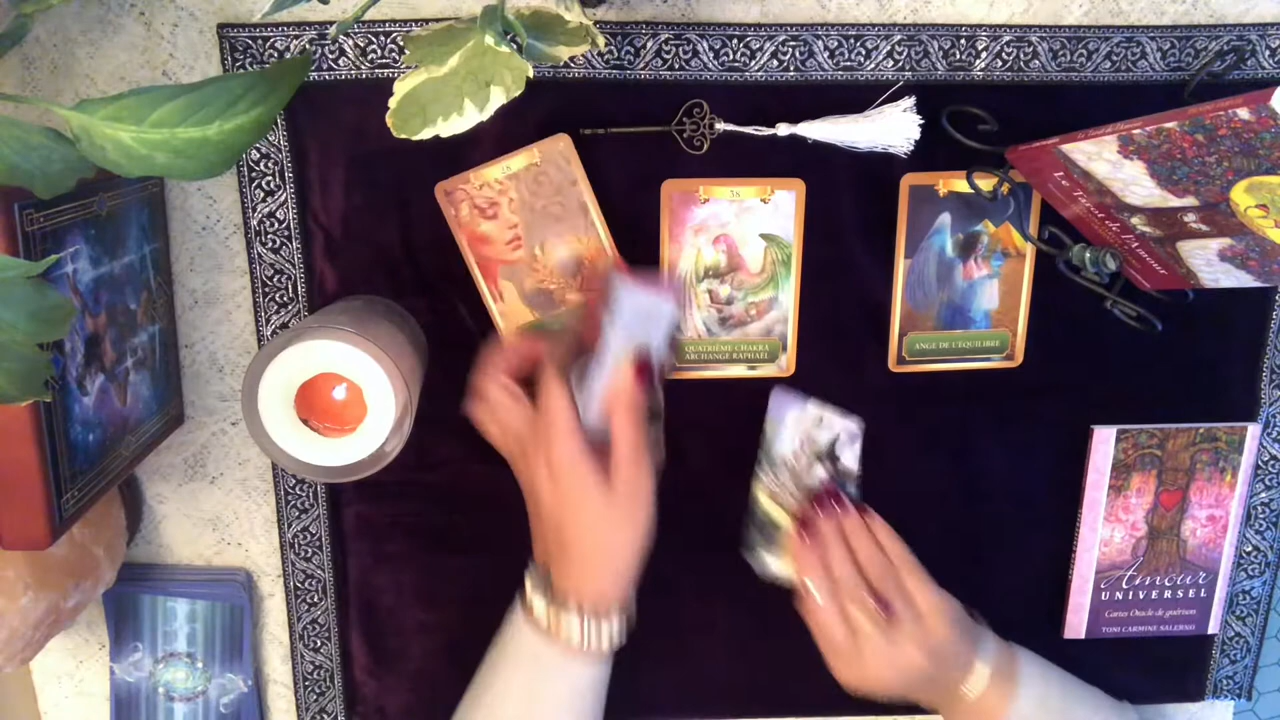 38
QUATRIÈME CHAKRA
ARCHANGE RAPHAËL
ANGE DE L'ÉQUILIBRE
Le Tarot de l'Amour
Amour
UNIVERSEL
Cartes Oracle de guérison
TONI CARMINE SALERNO